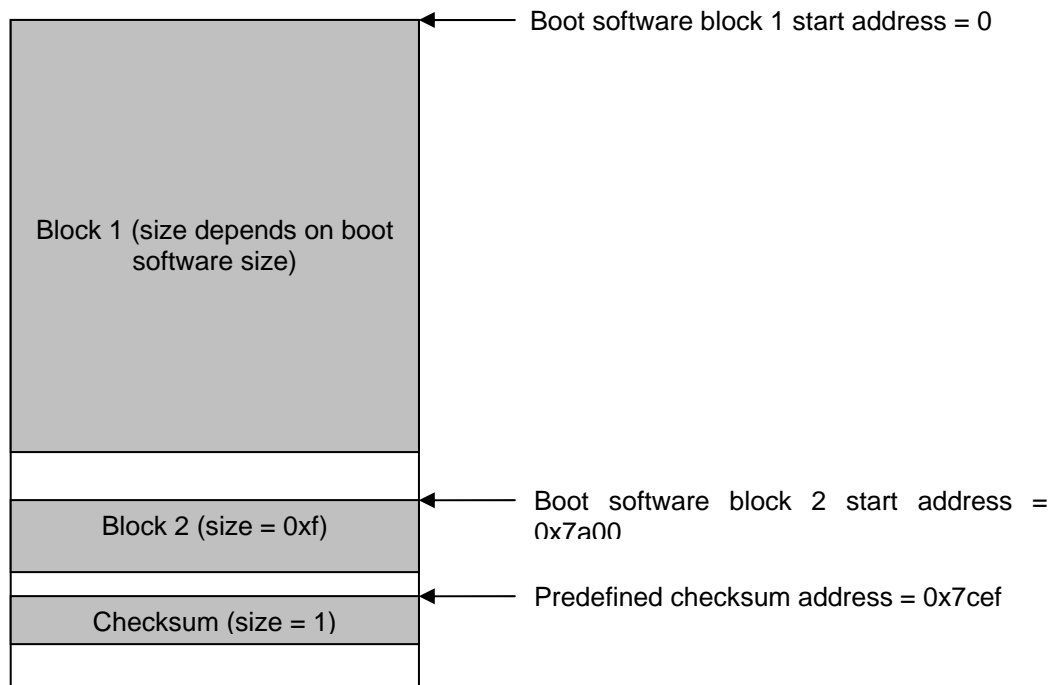 Boot software block 1 start address = 0
Block 1 (size depends on boot
software size)
Boot software block 2 start address =
0x7a00
Block 2 (size = 0xf)
Predefined checksum address = 0x7cef
Checksum (size = 1)